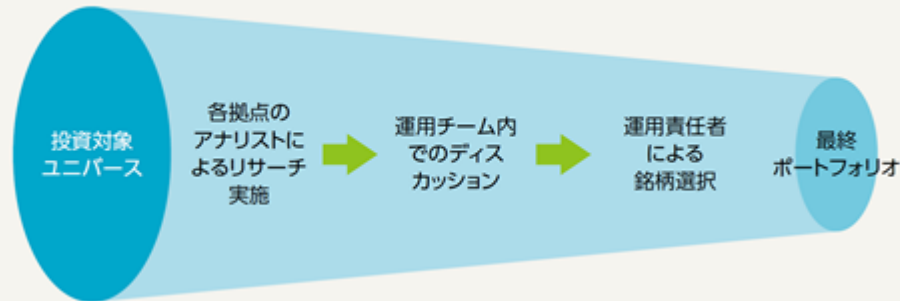 投資対象
ユニバース
各拠点の
アナリストに
よるリサーチ
実施
運用チーム内
でのディス
カッション
運用責任者
による
銘柄選択
最終
ポートフォリオ